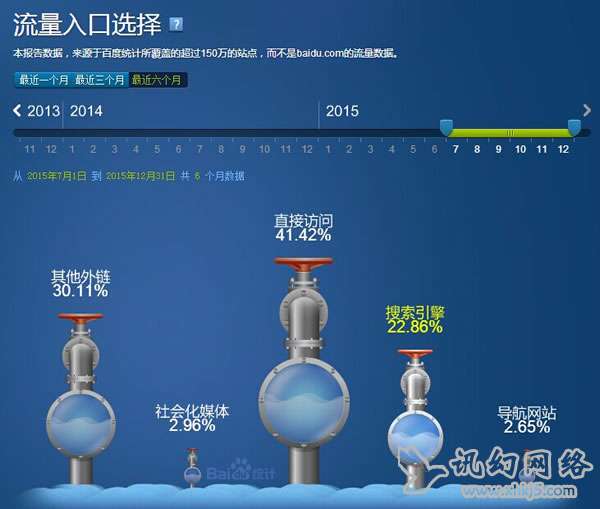 流量入口选择 ?
本报告数据，来源于百度统计所覆盖的超过150万的站点，而不是baidu.com的流量数据。
最近一个月 最近三个月 最近六个月
2013 2014 2015
11 12 1 2 3 4 5 6 7 8 9 10 11 12 1 2 3 4 5 6 7 8 9 10 11 12
从 2015年7月1日 到 2015年12月31日 共 6 个月数据
直接访问
41.42%
其他外链
30.11%
搜索引擎
22.86%
社会化媒体
2.96%
导航网站
2.65%
Baidu统计
讯幻网络